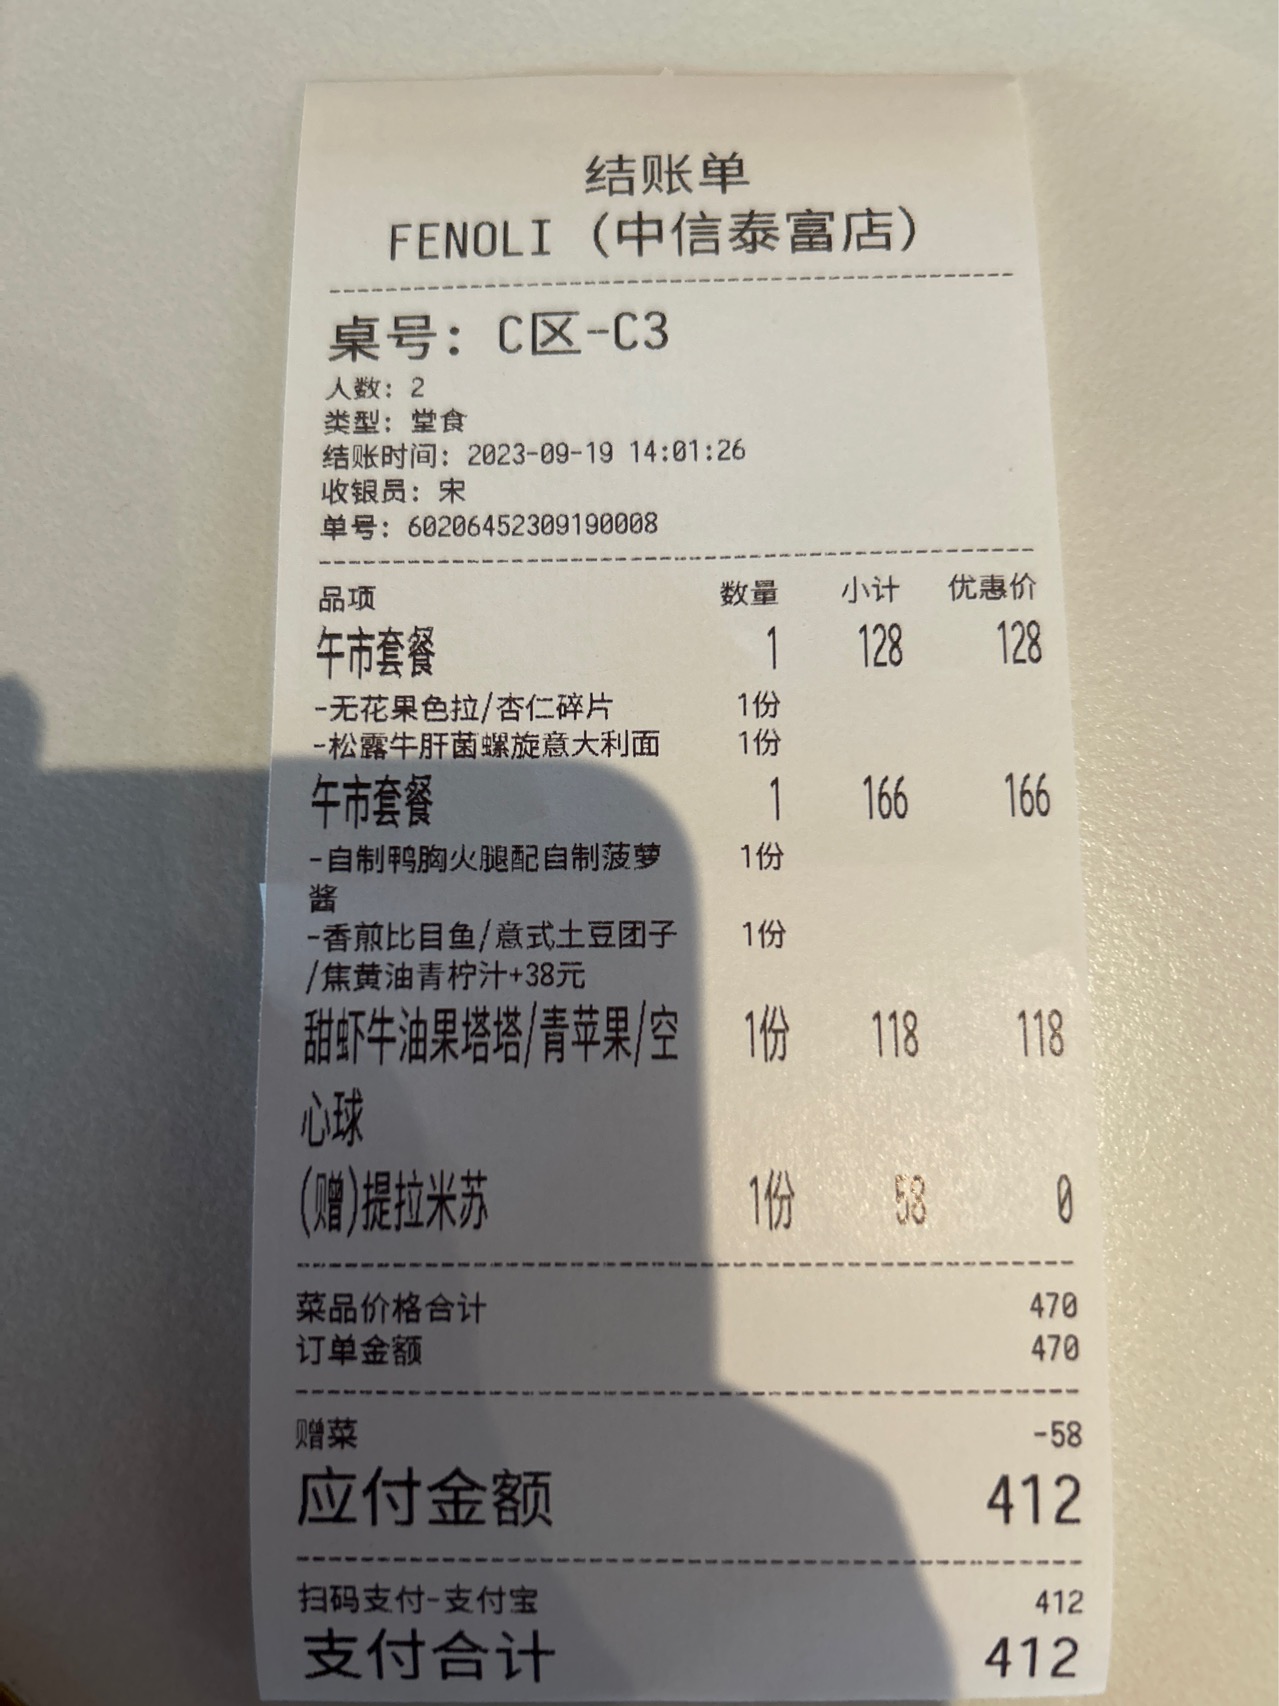 结账单
FENOLI（中信泰富店）
桌号：C区-C3
人数：2
类型：堂食
结账时间：2023-09-19 14:01:26
收银员：宋
单号：60206452309190008
品项 数量 小计 优惠价
午市套餐 1 128 128
-无花果色拉/杏仁碎片 1份
-松露牛肝菌螺旋意大利面 1份
午市套餐 1 166 166
-自制鸭胸火腿配自制菠萝 1份
酱
-香煎比目鱼/意式土豆团子 1份
/焦黄油青柠汁+38元
甜虾牛油果塔塔/青苹果/空 1份 118 118
心球
(赠)提拉米苏 1份 58 0
菜品价格合计 470
订单金额 470
赠菜 -58
应付金额 412
扫码支付-支付宝 412
支付合计 412